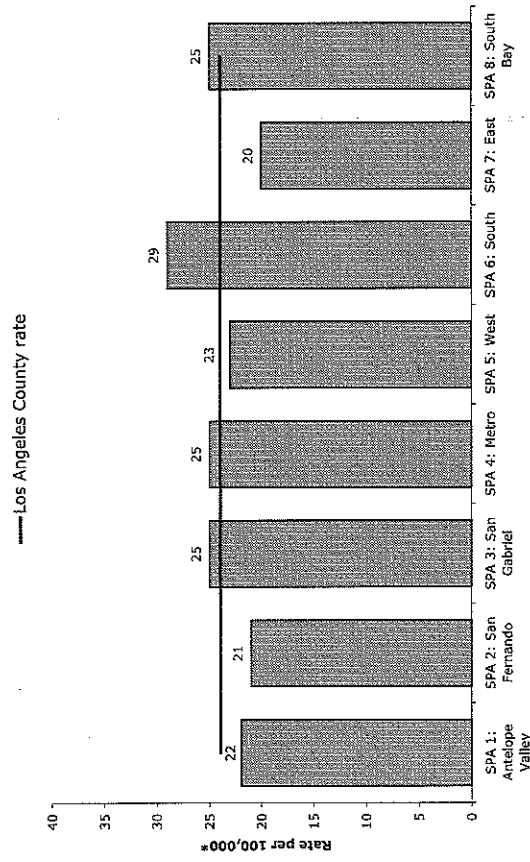 Los Angeles County rate
Rate per 100,000*
40
35
30
25
20
15
10
5
0
22
21
25
25
23
29
20
25
SPA 1:
Antelope
Valley
SPA 2: San
Fernando
SPA 3: San
Gabriel
SPA 4: Metro
SPA 5: West
SPA 6: South
SPA 7: East
SPA 8: South
Bay